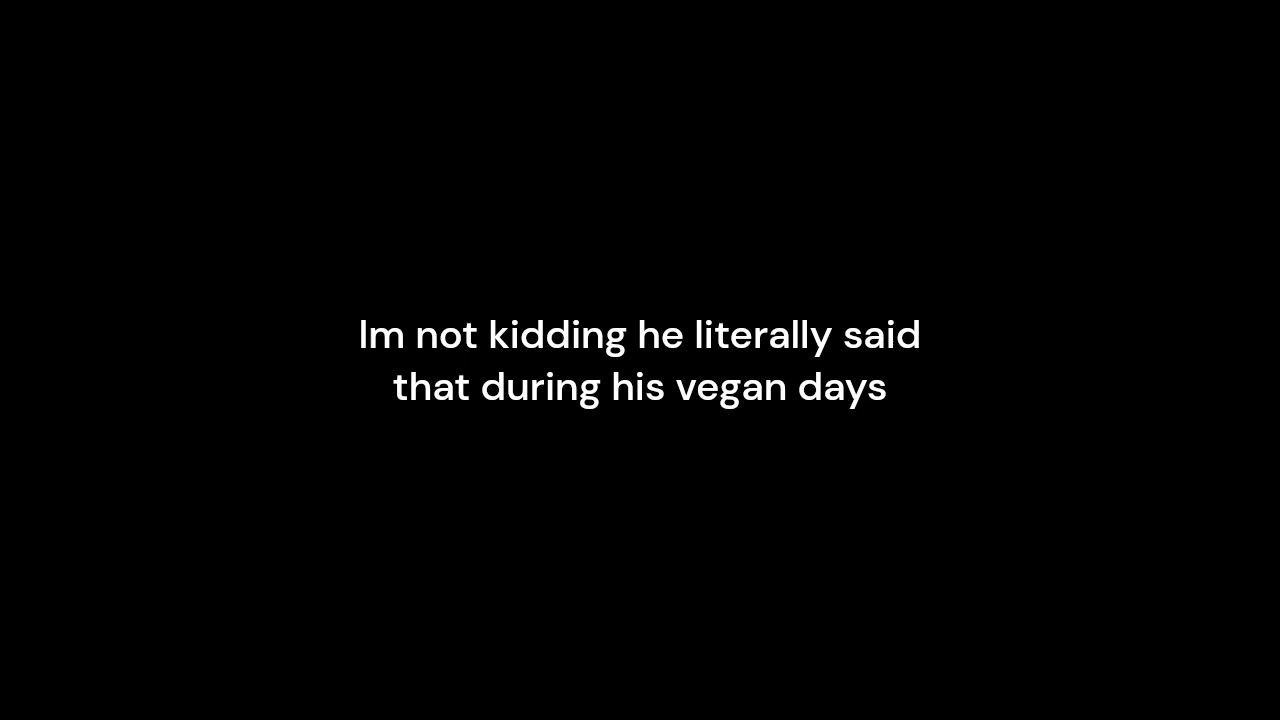 Im not kidding he literally said
that during his vegan days